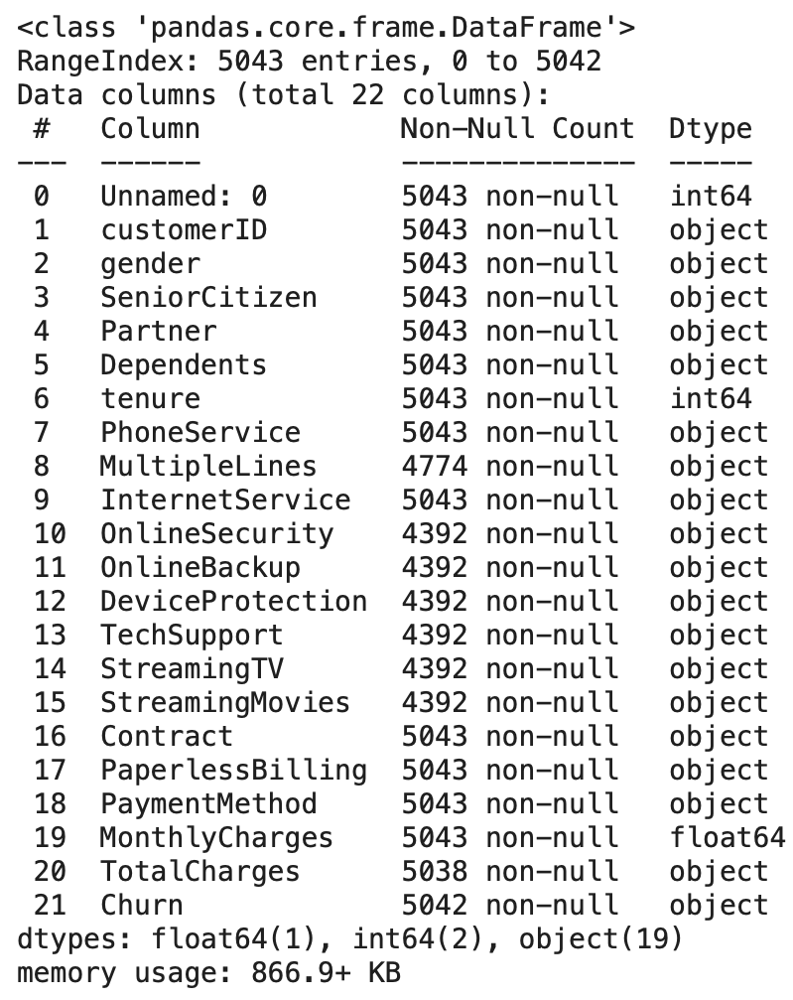 <class 'pandas.core.frame.DataFrame'>
RangeIndex: 5043 entries, 0 to 5042
Data columns (total 22 columns):
 #   Column            Non-Null Count  Dtype
---  ------            --------------  -----
 0   Unnamed: 0        5043 non-null   int64
 1   customerID        5043 non-null   object
 2   gender            5043 non-null   object
 3   SeniorCitizen     5043 non-null   object
 4   Partner           5043 non-null   object
 5   Dependents        5043 non-null   object
 6   tenure            5043 non-null   int64
 7   PhoneService      5043 non-null   object
 8   MultipleLines     4774 non-null   object
 9   InternetService   5043 non-null   object
 10  OnlineSecurity    4392 non-null   object
 11  OnlineBackup      4392 non-null   object
 12  DeviceProtection  4392 non-null   object
 13  TechSupport       4392 non-null   object
 14  StreamingTV       4392 non-null   object
 15  StreamingMovies   4392 non-null   object
 16  Contract          5043 non-null   object
 17  PaperlessBilling  5043 non-null   object
 18  PaymentMethod     5043 non-null   object
 19  MonthlyCharges    5043 non-null   float64
 20  TotalCharges      5038 non-null   object
 21  Churn             5042 non-null   object
dtypes: float64(1), int64(2), object(19)
memory usage: 866.9+ KB